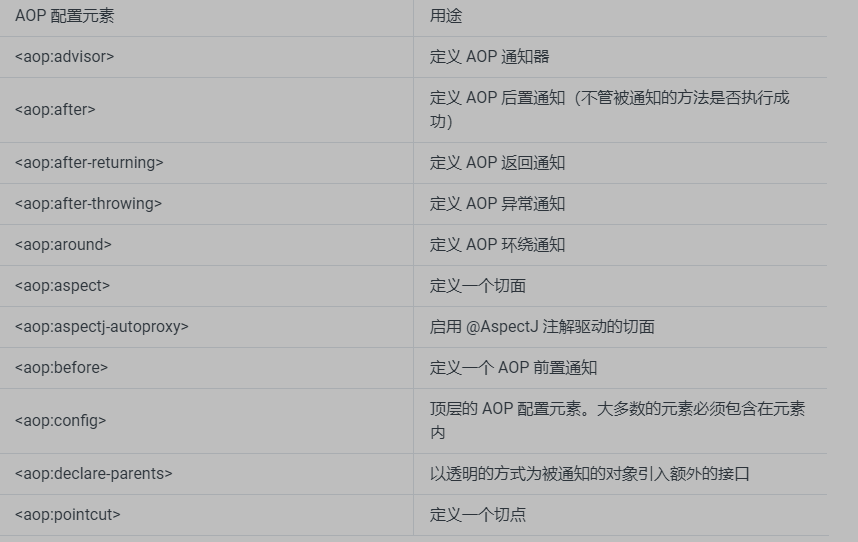 AOP 配置元素
用途
<aop:advisor>
定义 AOP 通知器
<aop:after>
定义 AOP 后置通知（不管被通知的方法是否执行成
功）
<aop:after-returning>
定义 AOP 返回通知
<aop:after-throwing>
定义 AOP 异常通知
<aop:around>
定义 AOP 环绕通知
<aop:aspect>
定义一个切面
<aop:aspectj-autoproxy>
启用 @AspectJ 注解驱动的切面
<aop:before>
定义一个 AOP 前置通知
<aop:config>
顶层的 AOP 配置元素。大多数的元素必须包含在元素
内
<aop:declare-parents>
以透明的方式为被通知的对象引入额外的接口
<aop:pointcut>
定义一个切点